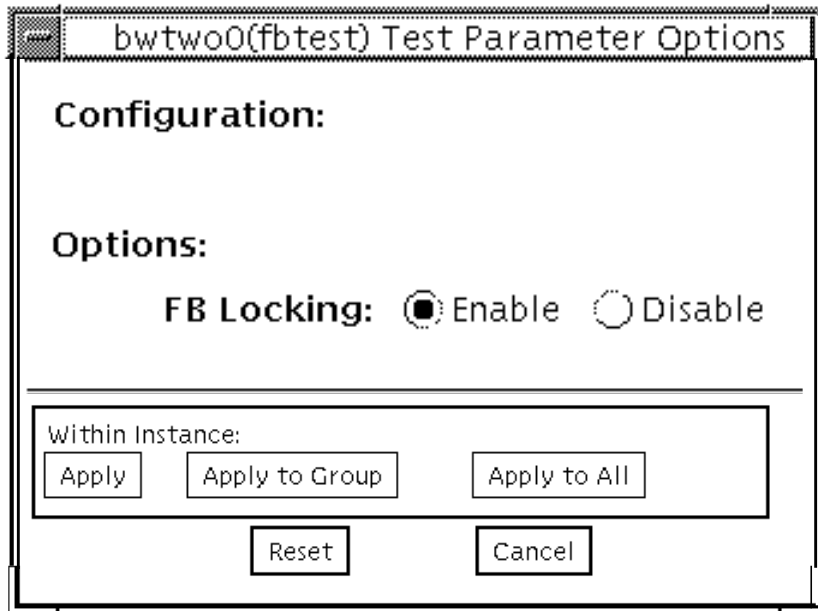 bwtwo0(fbtest) Test Parameter Options
Configuration:
Options:
FB Locking: Enable Disable
Within Instance:
Apply Apply to Group Apply to All
Reset Cancel